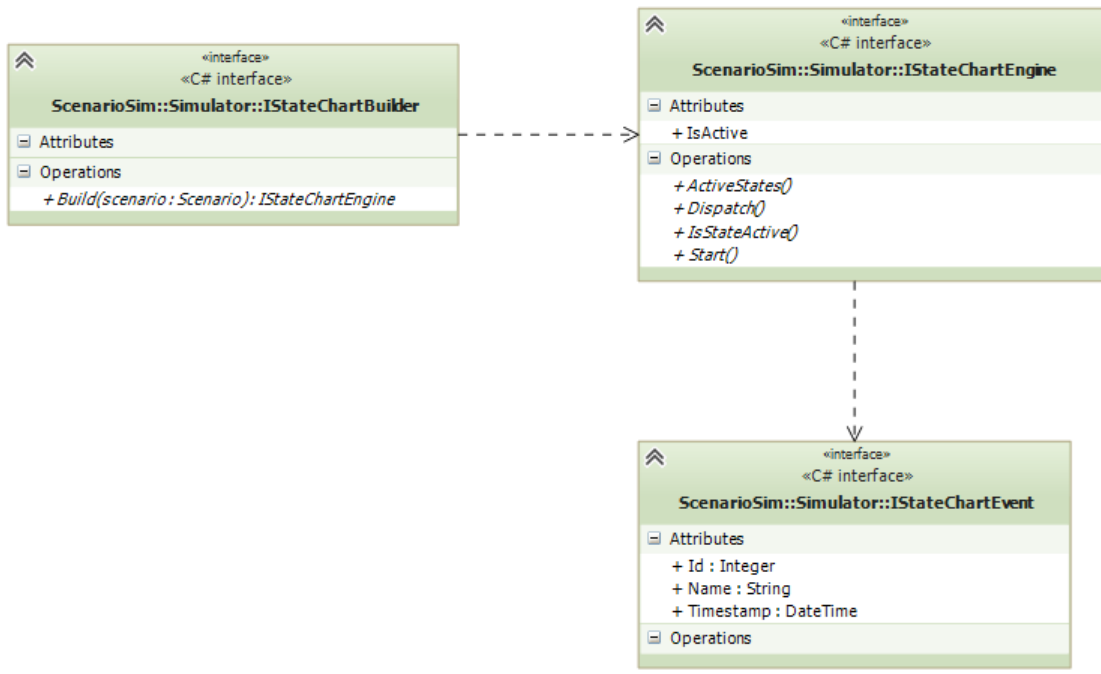 «interface»
«C# interface»
ScenarioSim::Simulator::IStateChartBuilder
Attributes
Operations
+ Build(scenario : Scenario): IStateChartEngine
«interface»
«C# interface»
ScenarioSim::Simulator::IStateChartEngine
Attributes
+ IsActive
Operations
+ ActiveStates()
+ Dispatch()
+ IsStateActive()
+ Start()
«interface»
«C# interface»
ScenarioSim::Simulator::IStateChartEvent
Attributes
+ Id : Integer
+ Name : String
+ Timestamp : DateTime
Operations